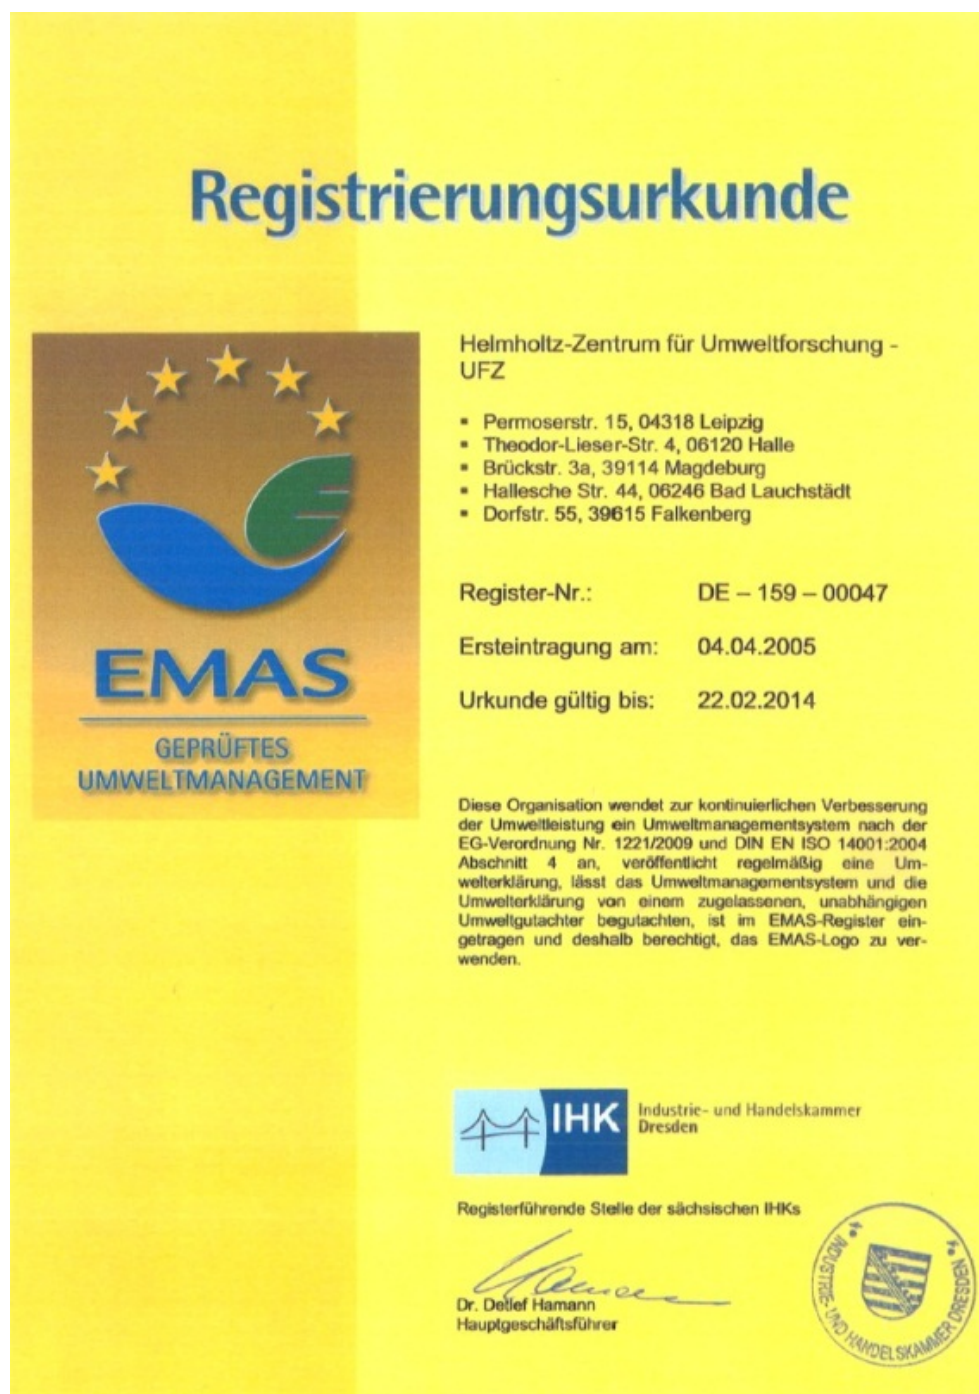 Registrierungsurkunde
EMAS
GEPRÜFTES
UMWELTMANAGEMENT
Helmholtz-Zentrum für Umweltforschung -
UFZ
▪ Permoserstr. 15, 04318 Leipzig
▪ Theodor-Lieser-Str. 4, 06120 Halle
▪ Brückstr. 3a, 39114 Magdeburg
▪ Hallesche Str. 44, 06246 Bad Lauchstädt
▪ Dorfstr. 55, 39615 Falkenberg
Register-Nr.: DE – 159 – 00047
Ersteintragung am: 04.04.2005
Urkunde gültig bis: 22.02.2014
Diese Organisation wendet zur kontinuierlichen Verbesserung
der Umweltleistung ein Umweltmanagementsystem nach der
EG-Verordnung Nr. 1221/2009 und DIN EN ISO 14001:2004
Abschnitt 4 an, veröffentlicht regelmäßig eine Um-
welterklärung, lässt das Umweltmanagementsystem und die
Umwelterklärung von einem zugelassenen, unabhängigen
Umweltgutachter begutachten, ist im EMAS-Register ein-
getragen und deshalb berechtigt, das EMAS-Logo zu ver-
wenden.
IHK
Industrie- und Handelskammer
Dresden
Registerführende Stelle der sächsischen IHKs
Hamann
Dr. Detlef Hamann
Hauptgeschäftsführer
INDUSTRIE- UND HANDELSKAMMER DRESDEN